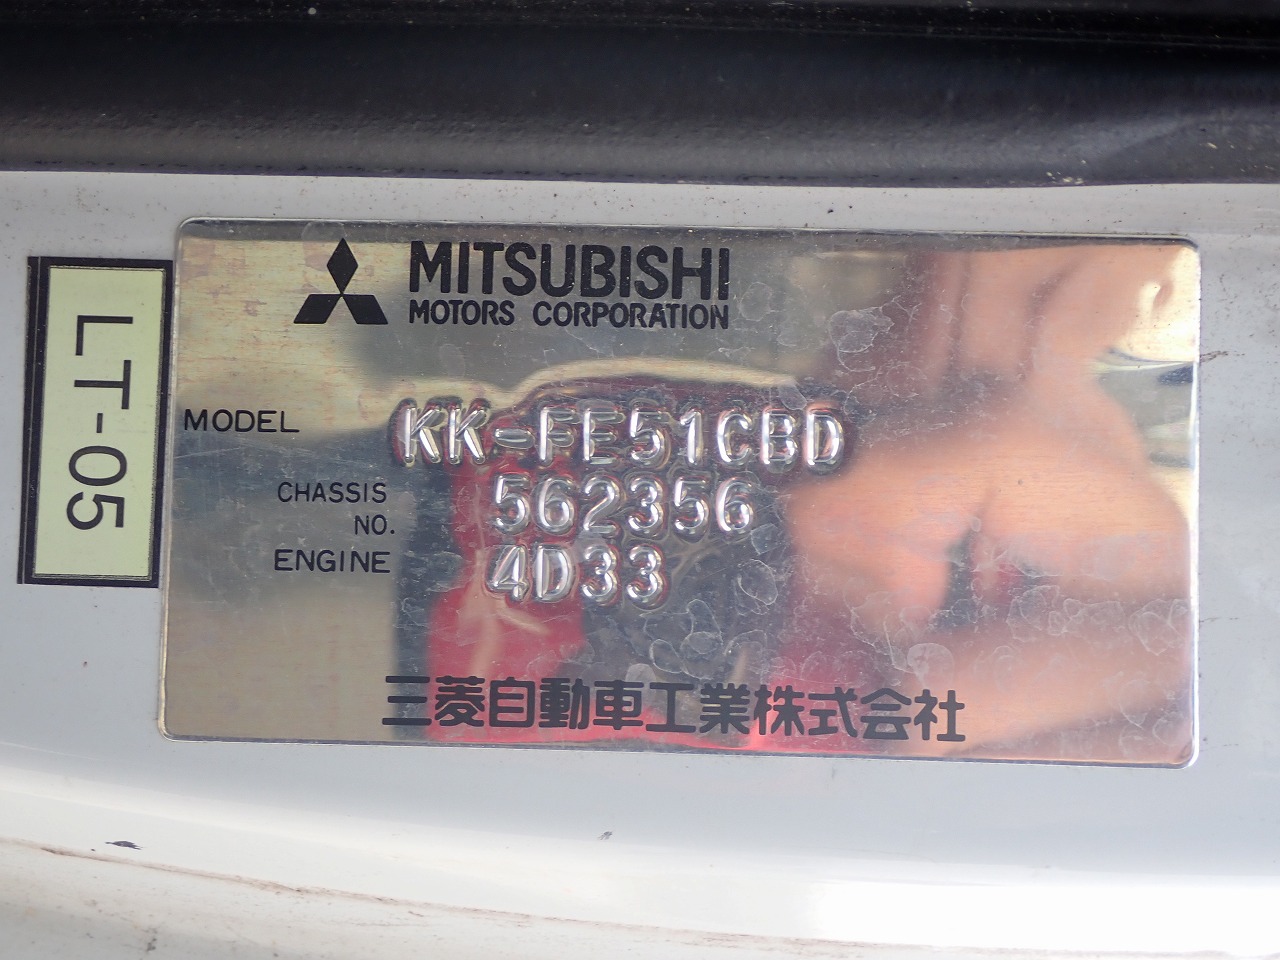 MITSUBISHI
MOTORS CORPORATION
LT-05
MODEL KK-FE51CBD
CHASSIS NO. 562356
ENGINE 4D33
三菱自動車工業株式会社